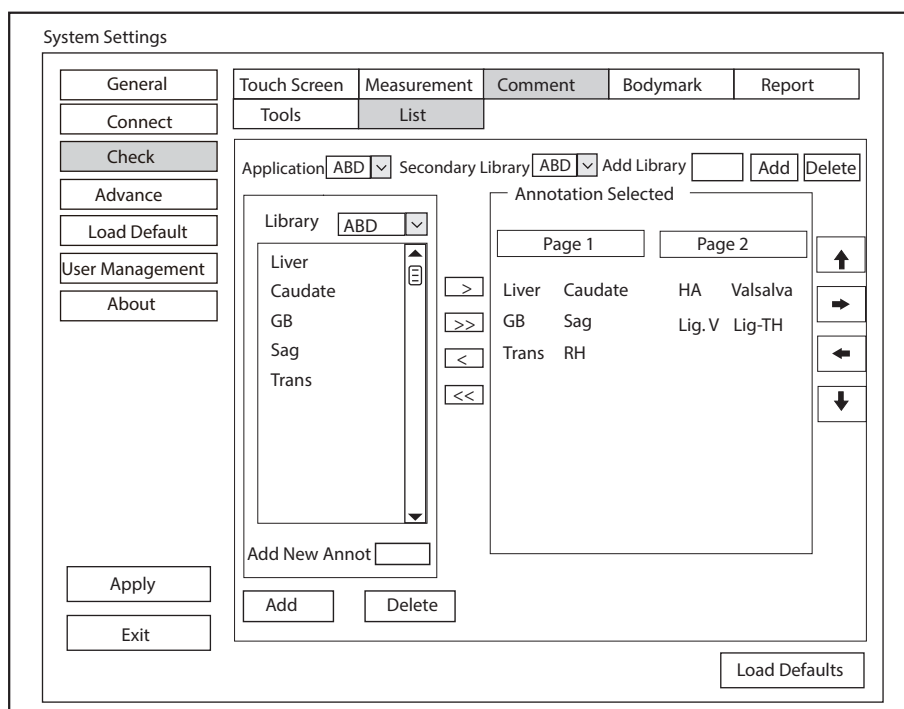 System Settings
General
Connect
Check
Advance
Load Default
User Management
About
Apply
Exit
Touch Screen Measurement Comment Bodymark Report
Tools List
Application ABD Secondary Library ABD Add Library Add Delete
Library ABD
Liver
Caudate
GB
Sag
Trans
Add New Annot
Add Delete
> 
>>
<
<<
Annotation Selected
Page 1 Page 2
Liver Caudate HA Valsalva
GB Sag Lig. V Lig-TH
Trans RH
Load Defaults